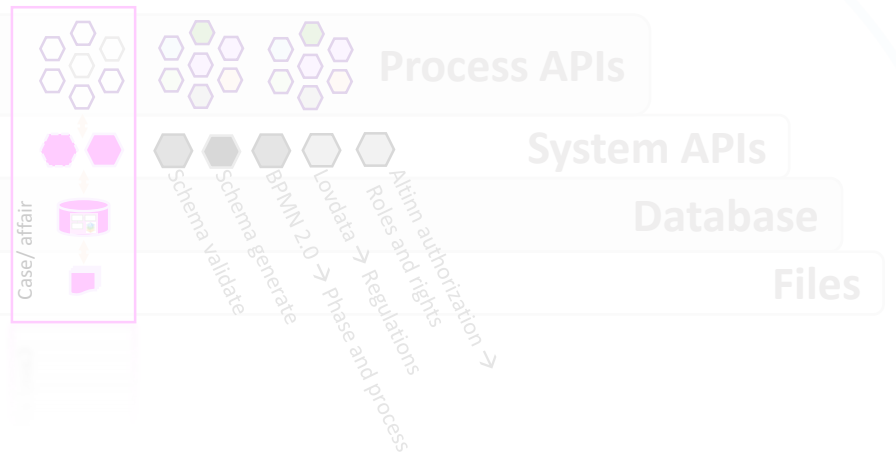 Process APIs
System APIs
Database
Files
Case/ affair
Schema validate
Schema generate
BPMN 2.0 → Phase and process
Lovdata → Regulations
Altinn authorization →
Roles and rights